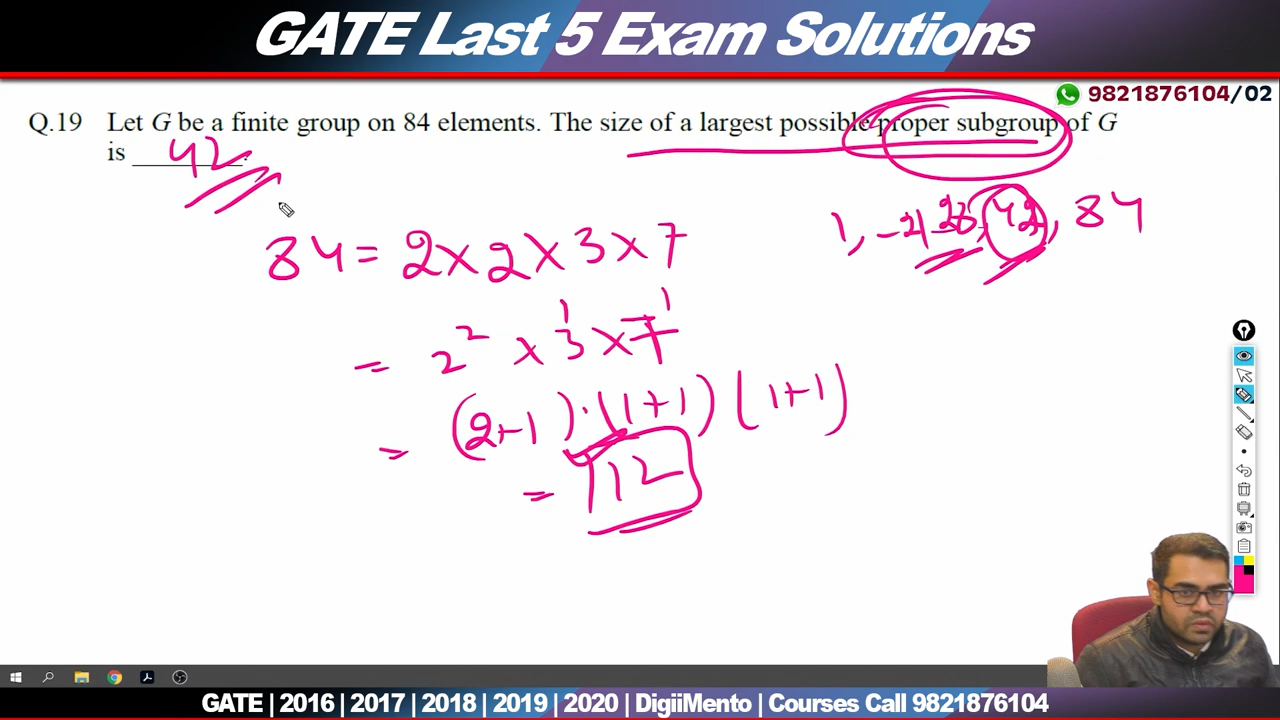 GATE Last 5 Exam Solutions
9821876104/02
Q.19 Let G be a finite group on 84 elements. The size of a largest possible proper subgroup of G
is 42.
84 = 2 × 2 × 3 × 7
1, - 21 28, 42, 84
= 2² × 3¹ × 7¹
= (2+1) · (1+1) (1+1)
= 12
GATE | 2016 | 2017 | 2018 | 2019 | 2020 | DigiiMento | Courses Call 9821876104